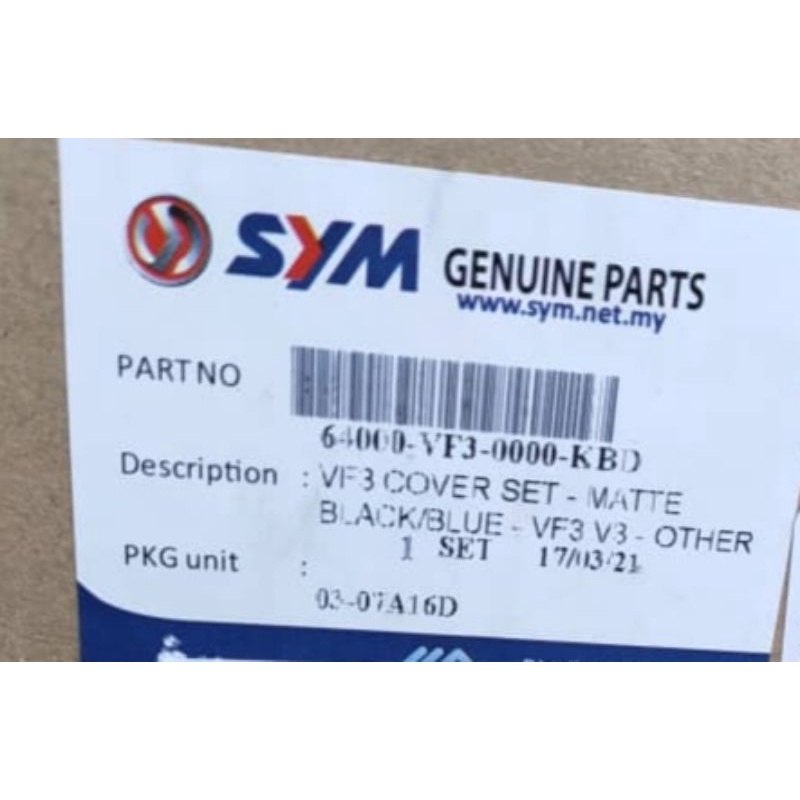 SYM GENUINE PARTS
www.sym.net.my
PART NO
64000-VF3-0000-KBD
Description : VF3 COVER SET - MATTE
BLACK/BLUE - VF3 V3 - OTHER
PKG unit : 1 SET 17/03/21
03-07A16D